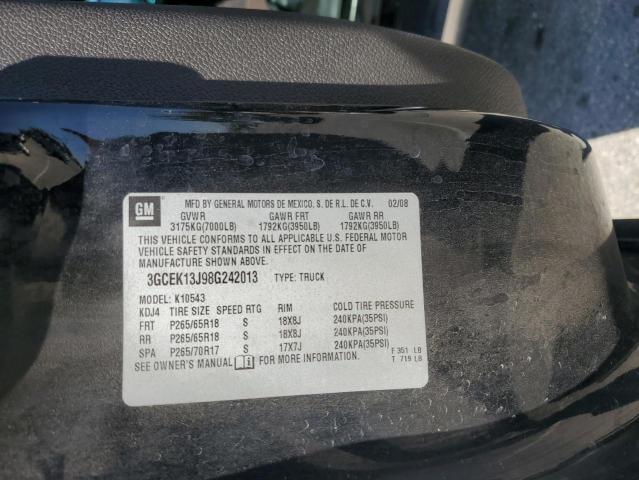 GM
MFD BY GENERAL MOTORS DE MEXICO, S. DE R.L. DE C.V. 02/08
GVWR GAWR FRT GAWR RR
3175KG(7000LB) 1792KG(3950LB) 1792KG(3950LB)
THIS VEHICLE CONFORMS TO ALL APPLICABLE U.S. FEDERAL MOTOR
VEHICLE SAFETY STANDARDS IN EFFECT ON THE DATE OF
MANUFACTURE SHOWN ABOVE.
3GCEK13J98G242013 TYPE: TRUCK
MODEL: K10543
KDJ4 TIRE SIZE SPEED RTG RIM COLD TIRE PRESSURE
FRT P265/65R18 S 18X8J 240KPA(35PSI)
RR P265/65R18 S 18X8J 240KPA(35PSI)
SPA P265/70R17 S 17X7J 240KPA(35PSI)
SEE OWNER'S MANUAL FOR MORE INFORMATION.
F 351 LB
T 719 LB